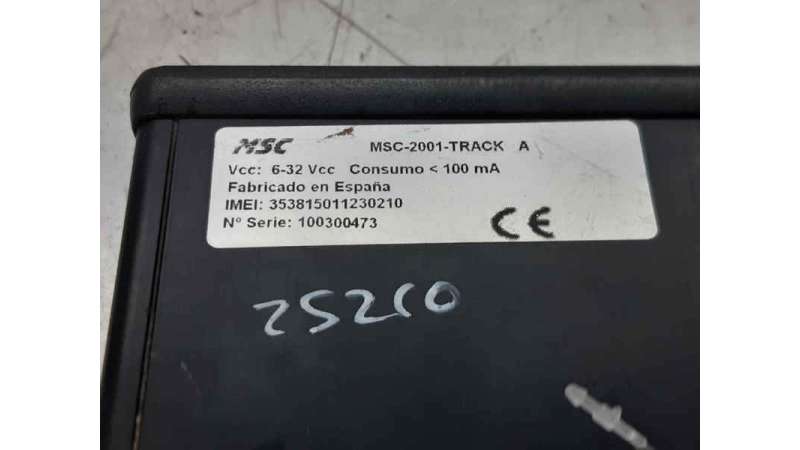 MSC MSC-2001-TRACK A
Vcc: 6-32 Vcc Consumo < 100 mA
Fabricado en España
IMEI: 353815011230210
Nº Serie: 100300473
CE
25210